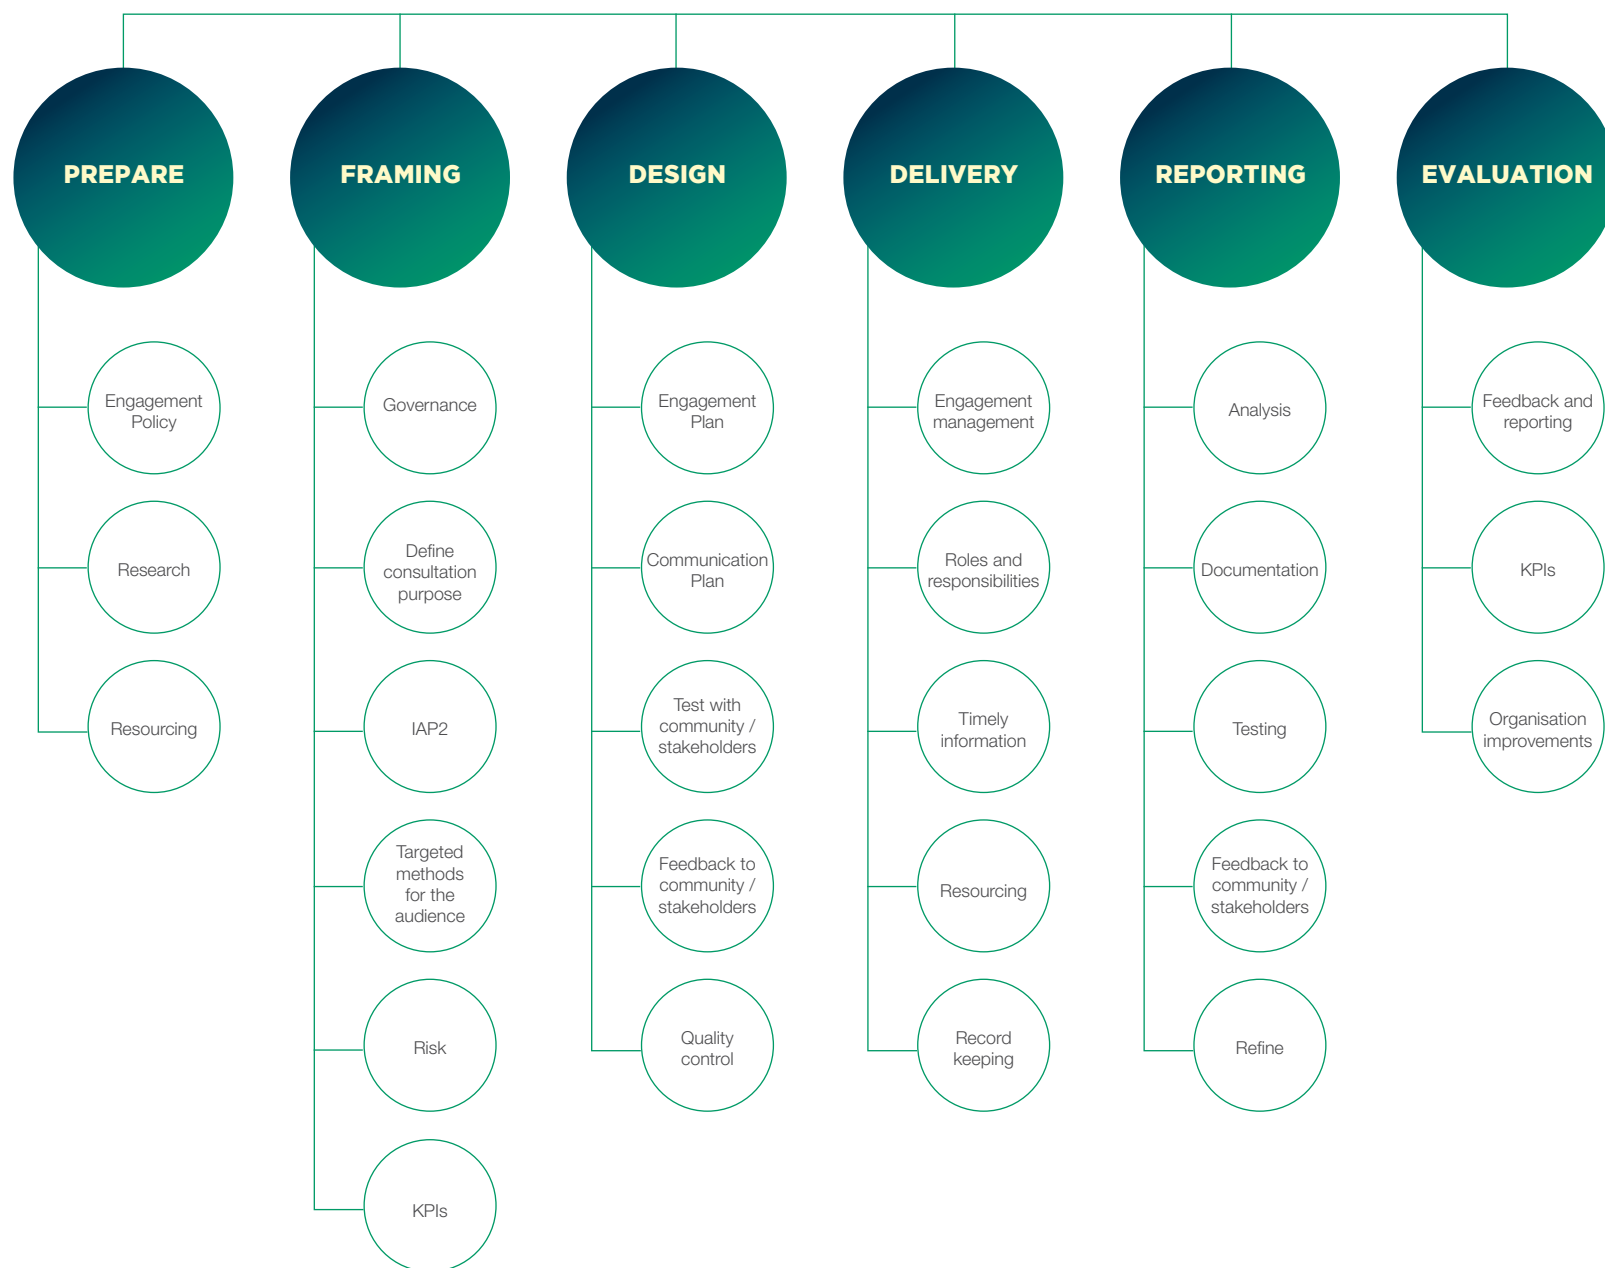 PREPARE
Engagement
Policy
Research
Resourcing
FRAMING
Governance
Define
consultation
purpose
IAP2
Targeted
methods
for the
audience
Risk
KPIs
DESIGN
Engagement
Plan
Communication
Plan
Test with
community /
stakeholders
Feedback to
community /
stakeholders
Quality
control
DELIVERY
Engagement
management
Roles and
responsibilities
Timely
information
Resourcing
Record
keeping
REPORTING
Analysis
Documentation
Testing
Feedback to
community /
stakeholders
Refine
EVALUATION
Feedback and
reporting
KPIs
Organisation
improvements